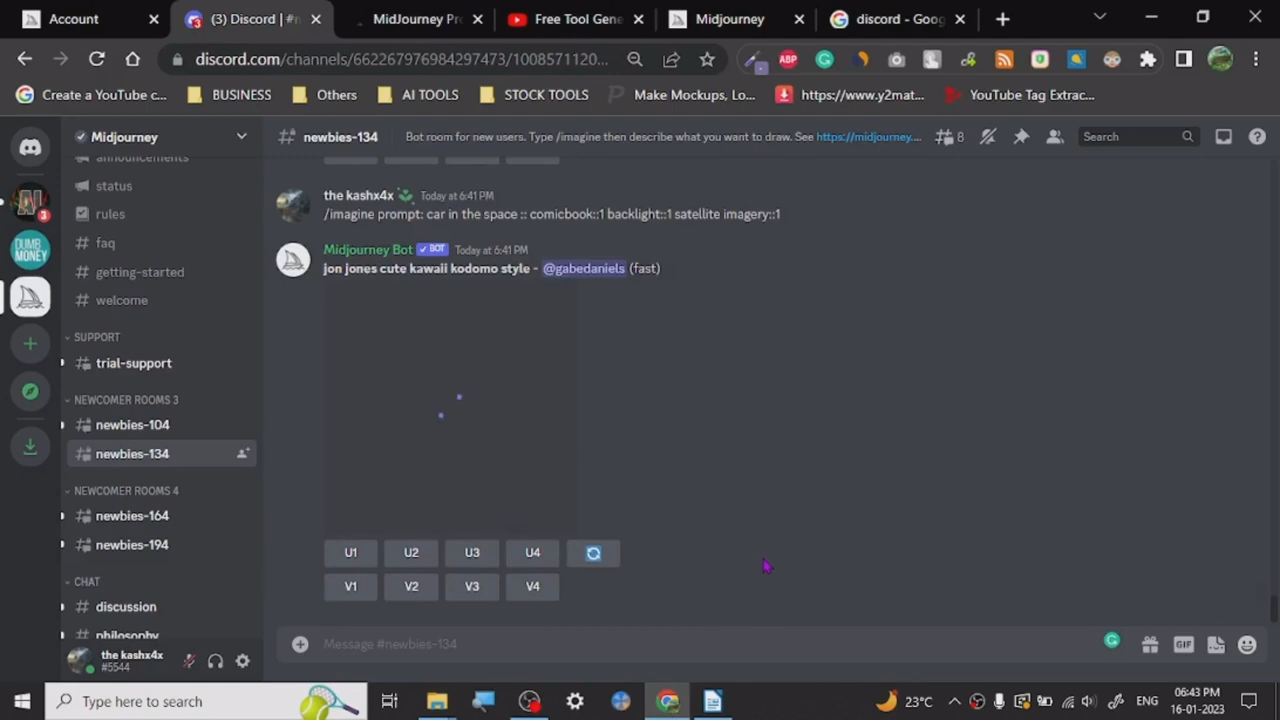 Account
(3) Discord | #n
MidJourney Pr
Free Tool Gene
Midjourney
discord - Goog
discord.com/channels/662267976984297473/1008571120...
Create a YouTube c...
BUSINESS
Others
AI TOOLS
STOCK TOOLS
Make Mockups, Lo...
https://www.y2mat...
YouTube Tag Extrac...
Midjourney
newbies-134
Bot room for new users. Type /imagine then describe what you want to draw. See https://midjourney....
8
Search
announcements
status
rules
faq
getting-started
welcome
SUPPORT
trial-support
NEWCOMER ROOMS 3
newbies-104
newbies-134
NEWCOMER ROOMS 4
newbies-164
newbies-194
CHAT
discussion
philosophy
the kashx4x
#5544
the kashx4x Today at 6:41 PM
/imagine prompt: car in the space :: comicbook::1 backlight::1 satellite imagery::1
Midjourney Bot ✓ BOT Today at 6:41 PM
jon jones cute kawaii kodomo style - @gabedaniels (fast)
U1 U2 U3 U4
V1 V2 V3 V4
Message #newbies-134
GIF
Type here to search
23°C
ENG
06:43 PM
16-01-2023